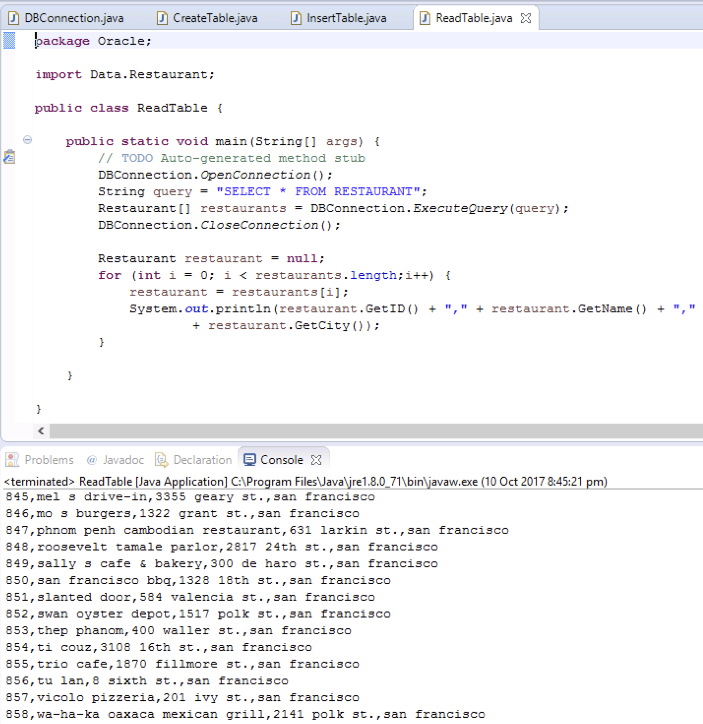 DBConnection.java CreateTable.java InsertTable.java ReadTable.java
package Oracle;
import Data.Restaurant;
public class ReadTable {
public static void main(String[] args) {
// TODO Auto-generated method stub
DBConnection.OpenConnection();
String query = "SELECT * FROM RESTAURANT";
Restaurant[] restaurants = DBConnection.ExecuteQuery(query);
DBConnection.CloseConnection();
Restaurant restaurant = null;
for (int i = 0; i < restaurants.length;i++) {
restaurant = restaurants[i];
System.out.println(restaurant.GetID() + "," + restaurant.GetName() + ","
+ restaurant.GetCity());
}
}
}
Problems @ Javadoc Declaration Console
<terminated> ReadTable [Java Application] C:\Program Files\Java\jre1.8.0_71\bin\javaw.exe (10 Oct 2017 8:45:21 pm)
845,mel s drive-in,3355 geary st.,san francisco
846,mo s burgers,1322 grant st.,san francisco
847,phnom penh cambodian restaurant,631 larkin st.,san francisco
848,roosevelt tamale parlor,2817 24th st.,san francisco
849,sally s cafe & bakery,300 de haro st.,san francisco
850,san francisco bbq,1328 18th st.,san francisco
851,slanted door,584 valencia st.,san francisco
852,swan oyster depot,1517 polk st.,san francisco
853,thep phanom,400 waller st.,san francisco
854,ti couz,3108 16th st.,san francisco
855,trio cafe,1870 fillmore st.,san francisco
856,tu lan,8 sixth st.,san francisco
857,vicolo pizzeria,201 ivy st.,san francisco
858,wa-ha-ka oaxaca mexican grill,2141 polk st.,san francisco